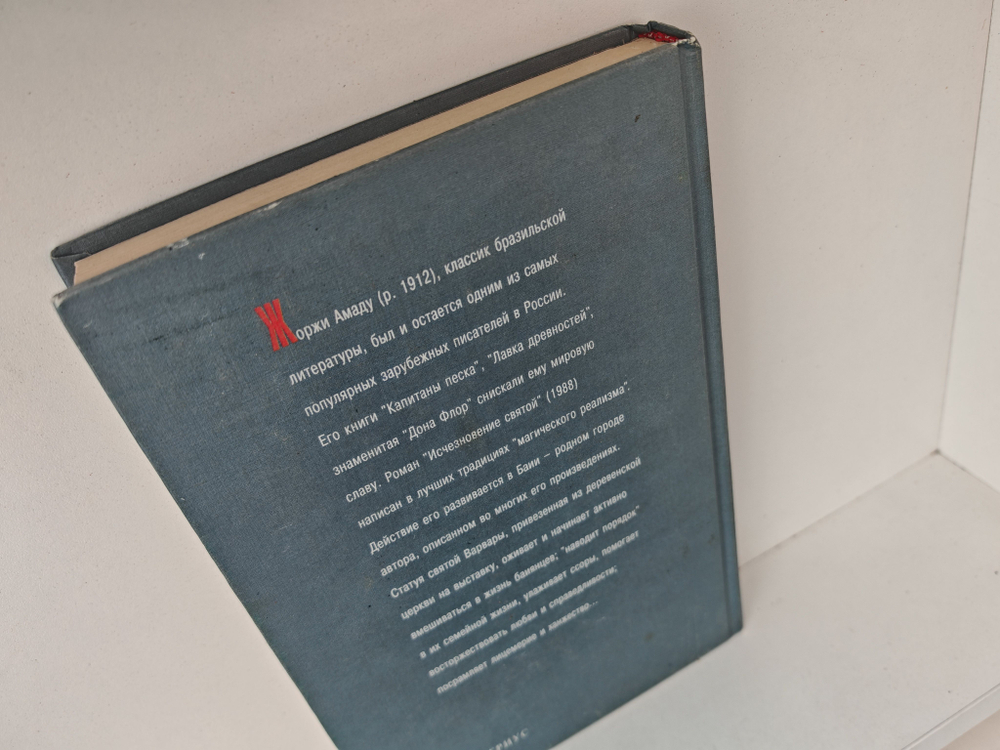 Жоржи Амаду (р. 1912), классик бразильской
литературы, был и остается одним из самых
популярных зарубежных писателей в России.
Его книги "Капитаны песка", "Лавка древностей",
знаменитая "Дона Флор" снискали ему мировую
славу. Роман "Исчезновение святой" (1988)
написан в лучших традициях "магического реализма".
Действие его развивается в Баии – родном городе
автора, описанном во многих его произведениях.
Статуя святой Варвары, привезенная из деревенской
церкви на выставку, оживает и начинает активно
вмешиваться в жизнь баиянцев: "наводит порядок"
в их семейной жизни, улаживает ссоры, помогает
восторжествовать любви и справедливости;
посрамляет лицемерие и ханжество...